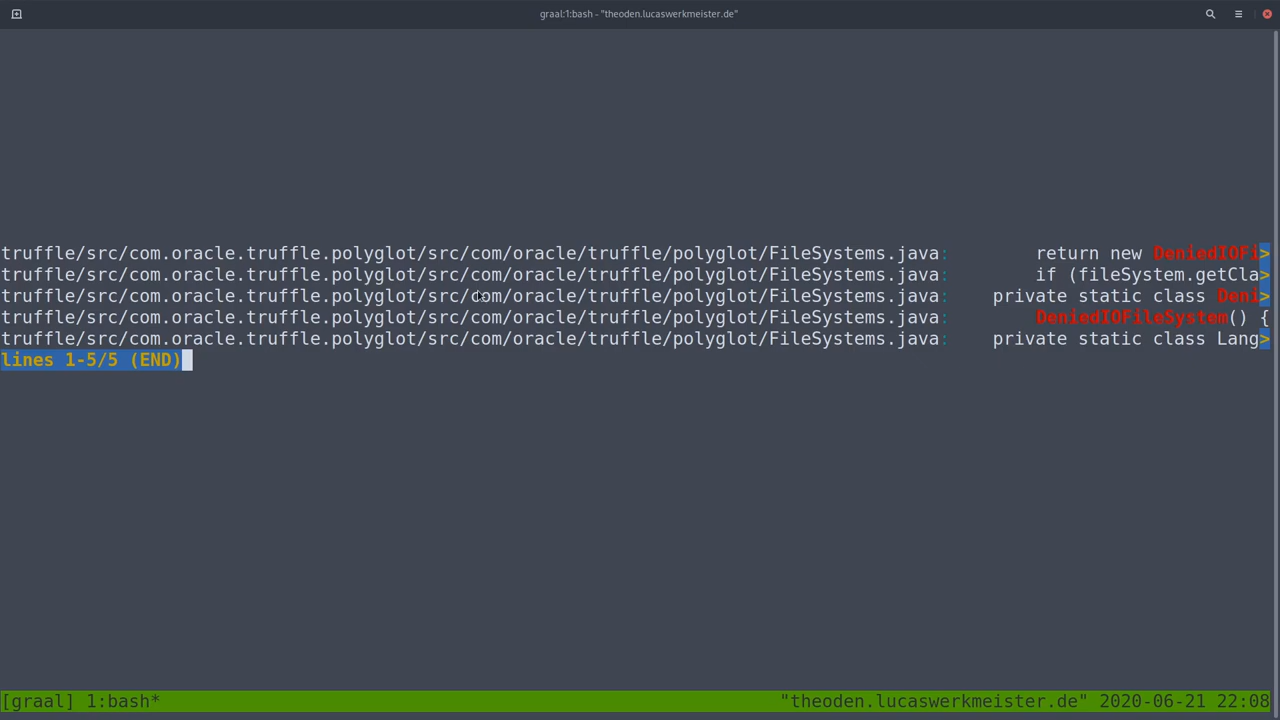 graal:1:bash - "theoden.lucaswerkmeister.de"
truffle/src/com.oracle.truffle.polyglot/src/com/oracle/truffle/polyglot/FileSystems.java:        return new DeniedIOFi>
truffle/src/com.oracle.truffle.polyglot/src/com/oracle/truffle/polyglot/FileSystems.java:        if (fileSystem.getCla>
truffle/src/com.oracle.truffle.polyglot/src/com/oracle/truffle/polyglot/FileSystems.java:    private static class Deni>
truffle/src/com.oracle.truffle.polyglot/src/com/oracle/truffle/polyglot/FileSystems.java:        DeniedIOFileSystem() {
truffle/src/com.oracle.truffle.polyglot/src/com/oracle/truffle/polyglot/FileSystems.java:    private static class Lang>
lines 1-5/5 (END)
[graal] 1:bash* "theoden.lucaswerkmeister.de" 2020-06-21 22:08